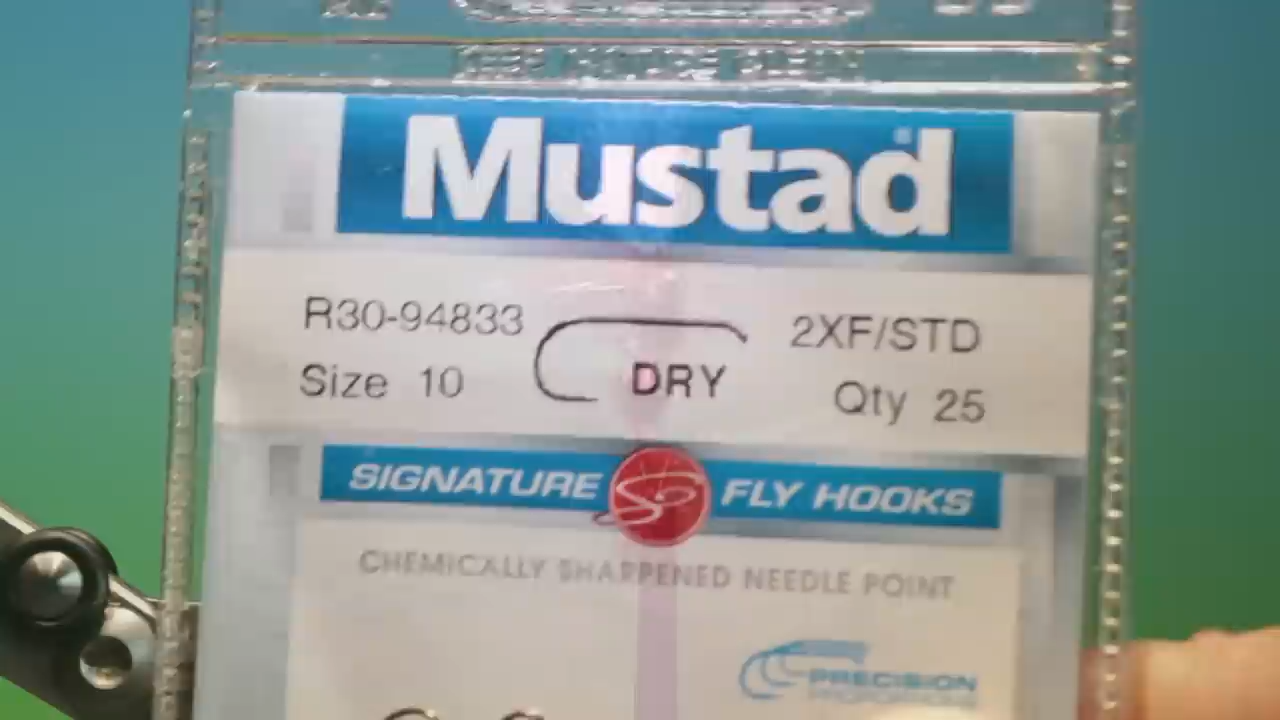 Mustad
R30-94833 2XF/STD
Size 10 DRY Qty 25
SIGNATURE FLY HOOKS
CHEMICALLY SHARPENED NEEDLE POINT
PRECISION